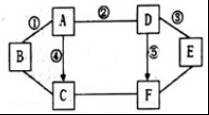 ① ② ③
A D
B ④ ⑤ E
C F